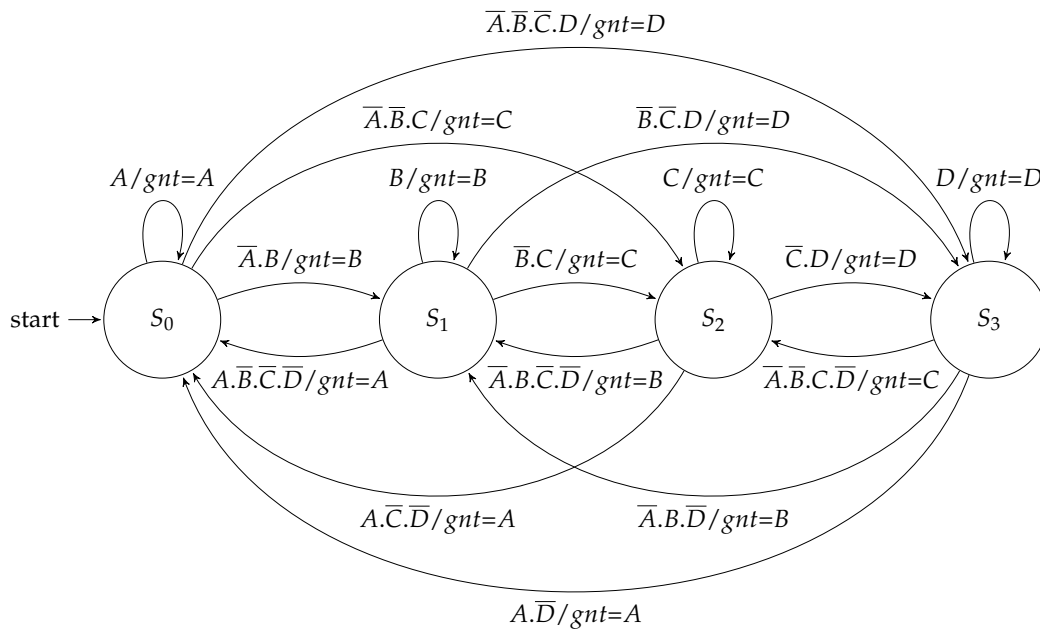 A̅.B̅.C̅.D/gnt=D
A̅.B̅.C/gnt=C
B̅.C̅.D/gnt=D
A/gnt=A
B/gnt=B
C/gnt=C
D/gnt=D
A̅.B/gnt=B
B̅.C/gnt=C
C̅.D/gnt=D
start
S₀
S₁
S₂
S₃
A.B̅.C̅.D̅/gnt=A
A̅.B.C̅.D̅/gnt=B
A̅.B̅.C.D̅/gnt=C
A.C̅.D̅/gnt=A
A̅.B.D̅/gnt=B
A.D̅/gnt=A